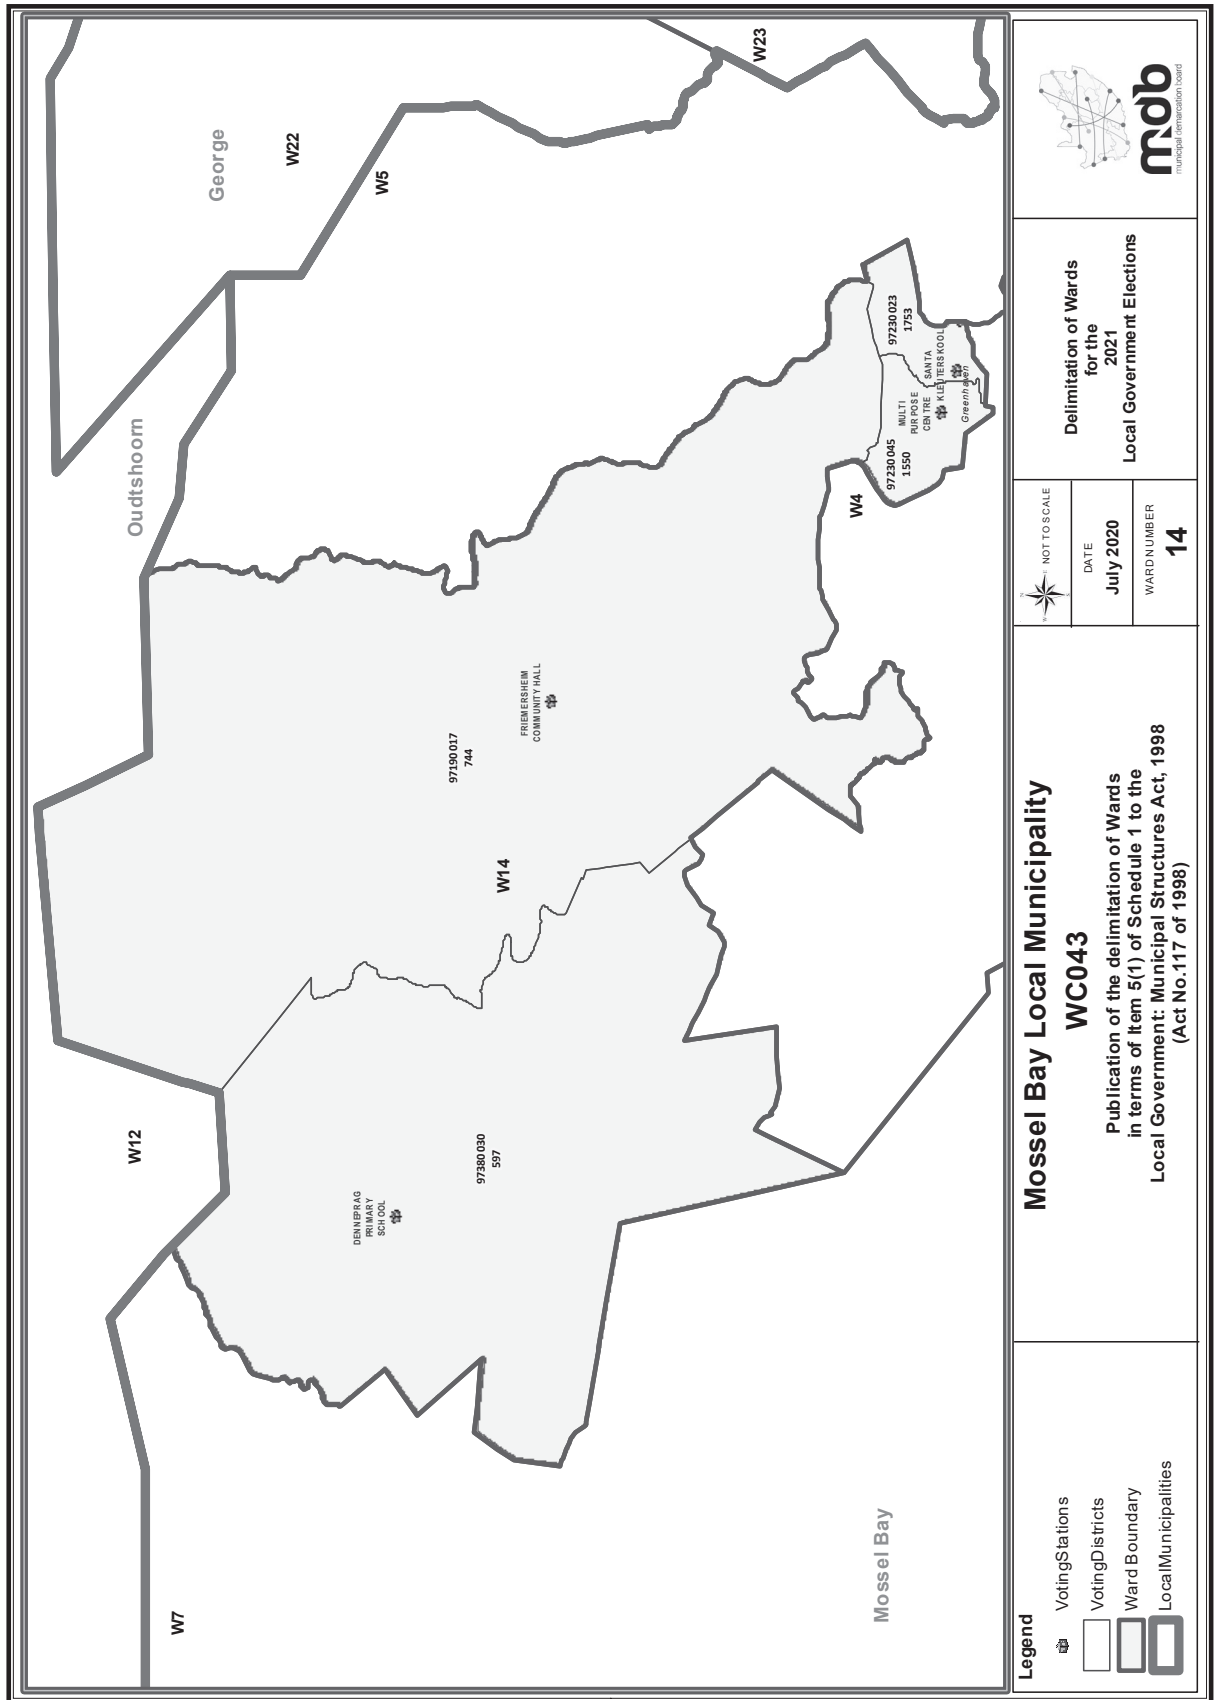 W7
W12
Oudtshoorn
George
W22
W5
W23
DENNEPRAG
PRIMARY
SCHOOL
97380030
597
W14
97190017
744
FRIEMERSHEIM
COMMUNITY HALL
W4
97230045
1550
MULTI
PURPOSE
CENTRE
SANTA
KLEUTERSKOOL
97230023
1753
Greenhaven
Mossel Bay
Legend
VotingStations
VotingDistricts
Ward Boundary
LocalMunicipalities
Mossel Bay Local Municipality
WC043
Publication of the delimitation of Wards
in terms of Item 5(1) of Schedule 1 to the
Local Government: Municipal Structures Act, 1998
(Act No.117 of 1998)
N
W
E
S
NOT TO SCALE
DATE
July 2020
WARDNUMBER
14
Delimitation of Wards
for the
2021
Local Government Elections
mdb
municipal demarcation board